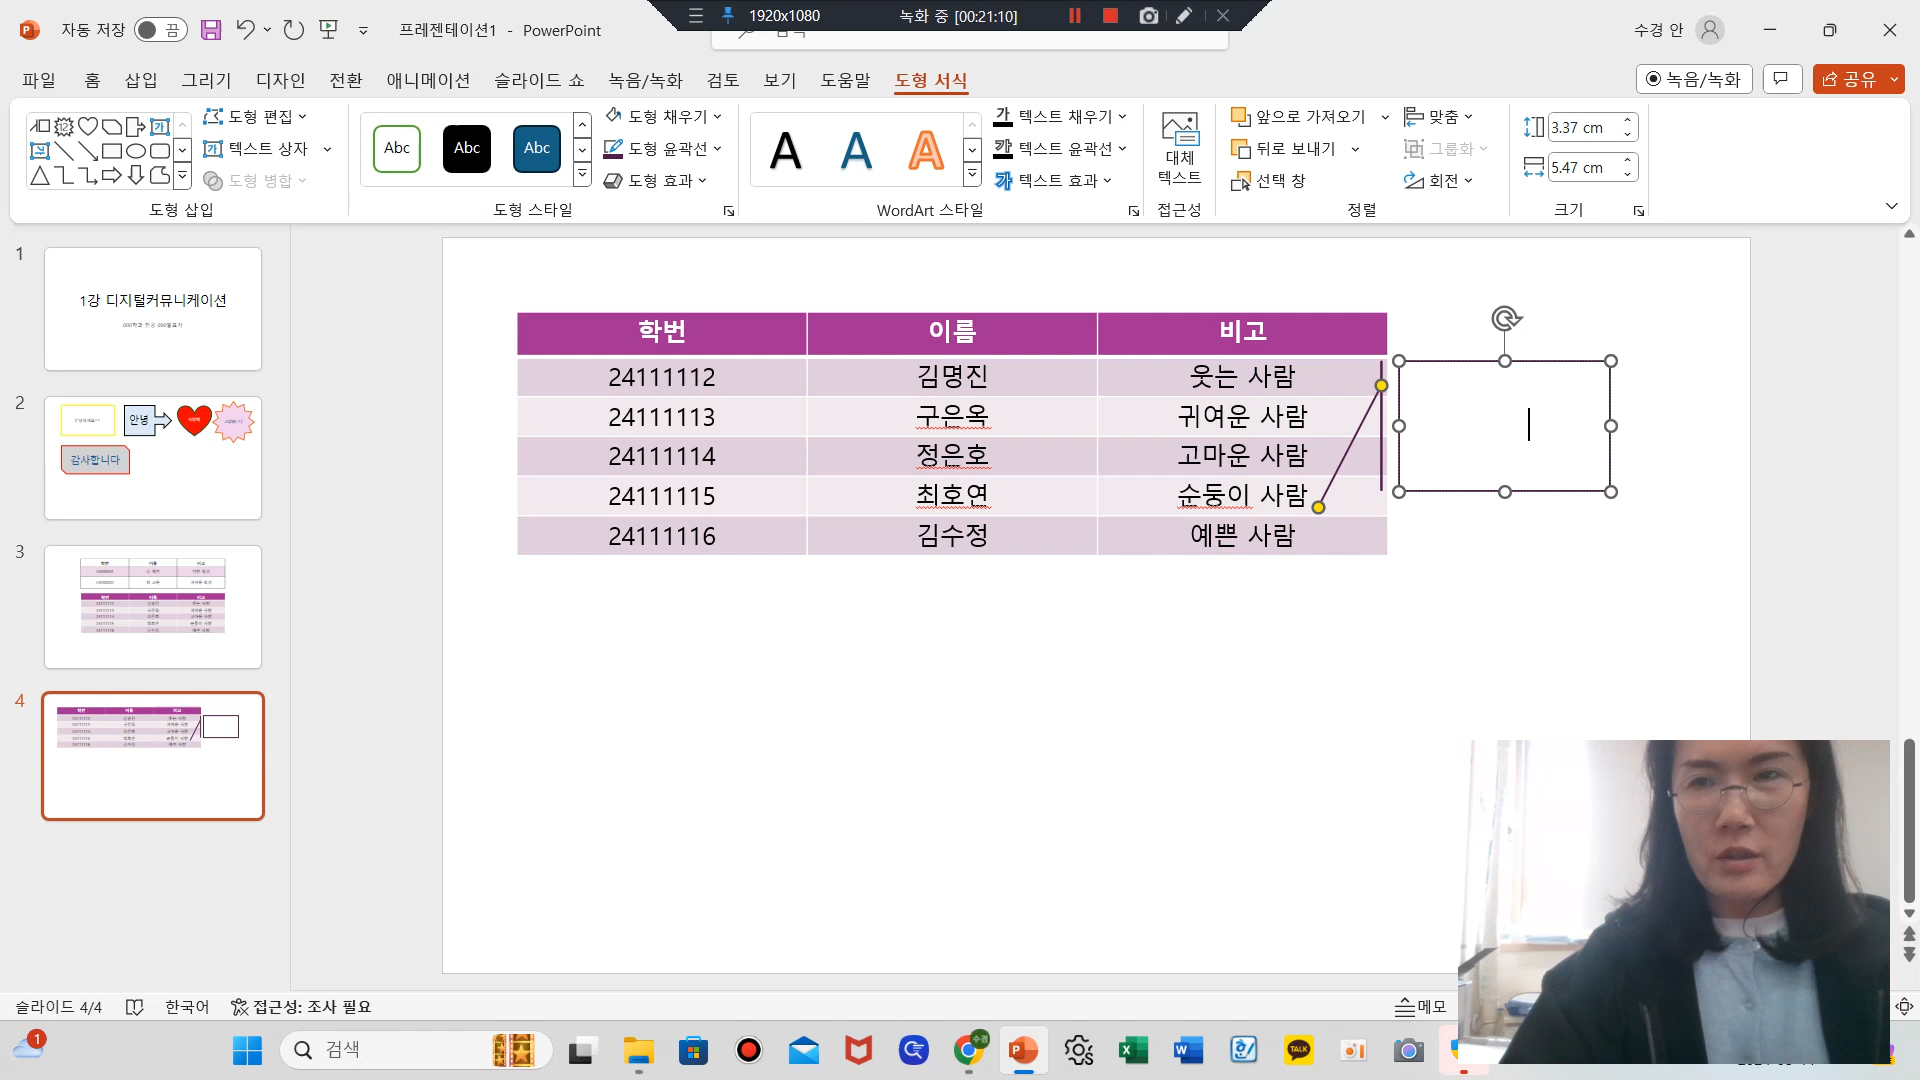 1920x1080
녹화 중 [00:21:10]
자동 저장
끔
프레젠테이션1 - PowerPoint
수경 안
파일 홈 삽입 그리기 디자인 전환 애니메이션 슬라이드 쇼 녹음/녹화 검토 보기 도움말 도형 서식
녹음/녹화
공유
도형 편집
텍스트 상자
도형 병합
도형 삽입
Abc Abc Abc
도형 채우기
도형 윤곽선
도형 효과
도형 스타일
A A A
텍스트 채우기
텍스트 윤곽선
텍스트 효과
WordArt 스타일
대체
텍스트
접근성
앞으로 가져오기
뒤로 보내기
선택 창
맞춤
그룹화
회전
정렬
3.37 cm
5.47 cm
크기
1
1강 디지털커뮤니케이션
2
안녕
감사합니다
3
4
학번 이름 비고
24111112 김명진 웃는 사람
24111113 구은옥 귀여운 사람
24111114 정은호 고마운 사람
24111115 최호연 순둥이 사람
24111116 김수정 예쁜 사람
슬라이드 4/4
한국어
접근성: 조사 필요
메모
1
검색
수경
TALK